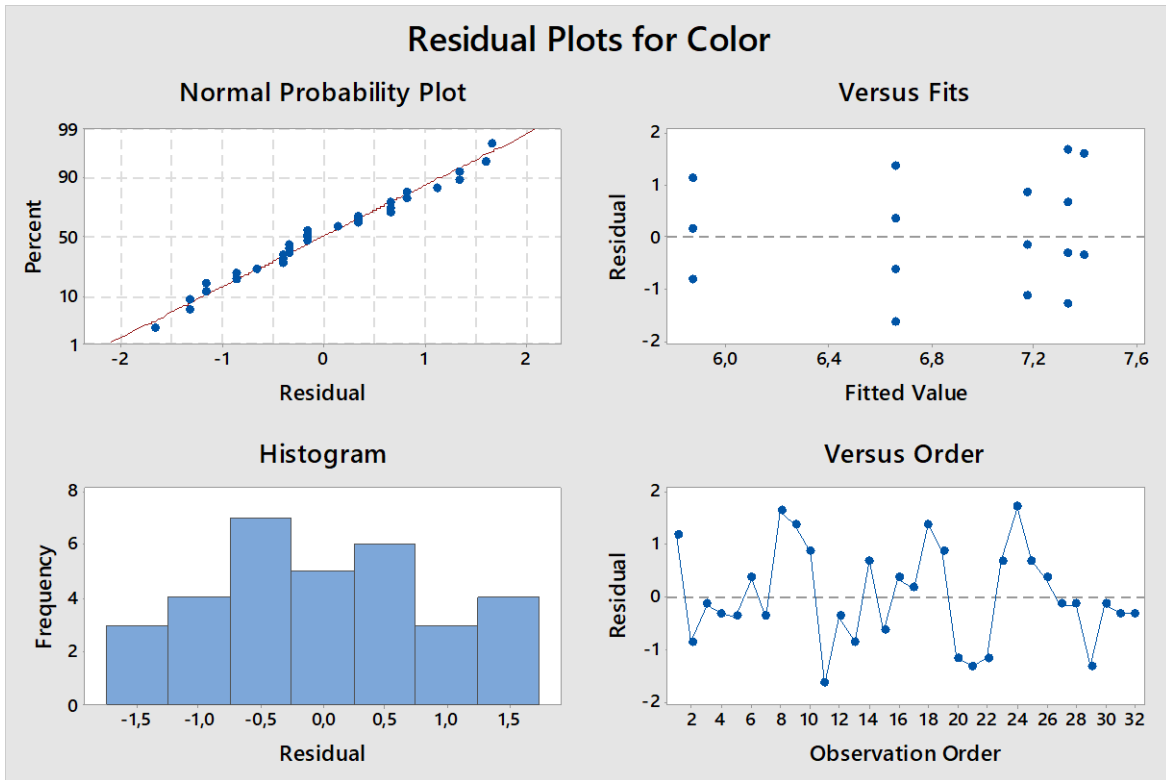 Residual Plots for Color
Normal Probability Plot
99
90
50
10
1
Percent
-2 -1 0 1 2
Residual
Versus Fits
2
1
0
-1
-2
Residual
6,0 6,4 6,8 7,2 7,6
Fitted Value
Histogram
8
6
4
2
0
Frequency
-1,5 -1,0 -0,5 0,0 0,5 1,0 1,5
Residual
Versus Order
2
1
0
-1
-2
Residual
2 4 6 8 10 12 14 16 18 20 22 24 26 28 30 32
Observation Order